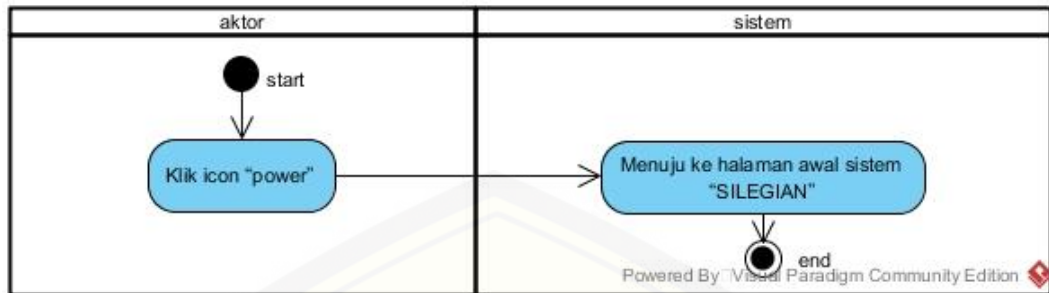 aktor
sistem
start
Klik icon “power”
Menuju ke halaman awal sistem
“SILEGIAN”
end
Powered By Visual Paradigm Community Edition